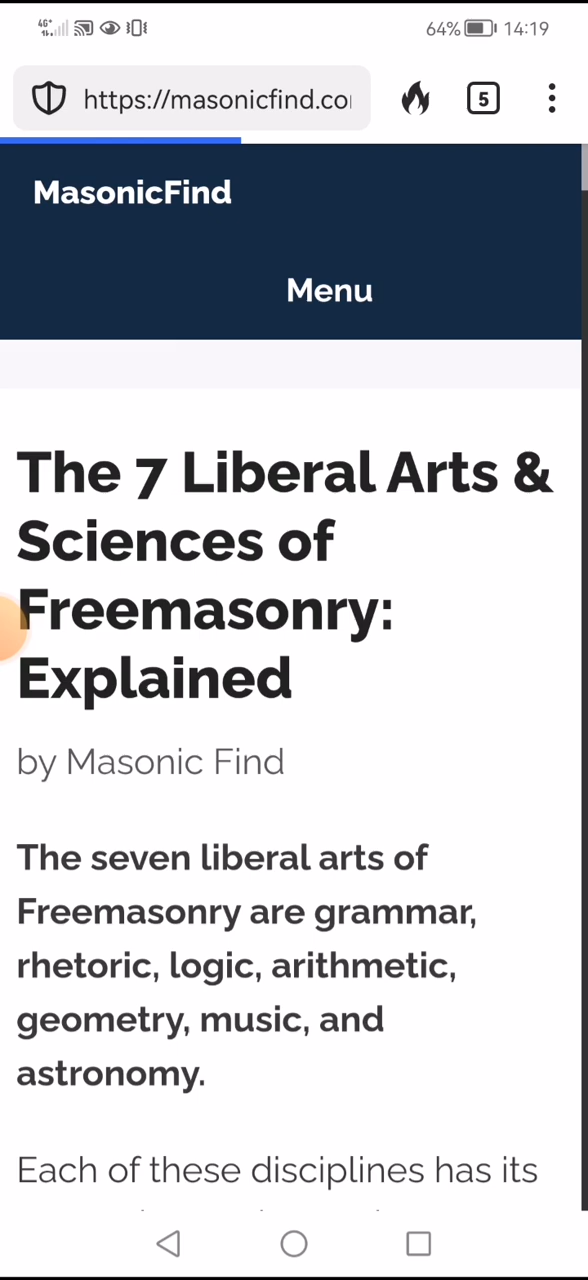 4G+ 64% 14:19
https://masonicfind.co
5
MasonicFind
Menu
The 7 Liberal Arts &
Sciences of
Freemasonry:
Explained
by Masonic Find
The seven liberal arts of
Freemasonry are grammar,
rhetoric, logic, arithmetic,
geometry, music, and
astronomy.
Each of these disciplines has its